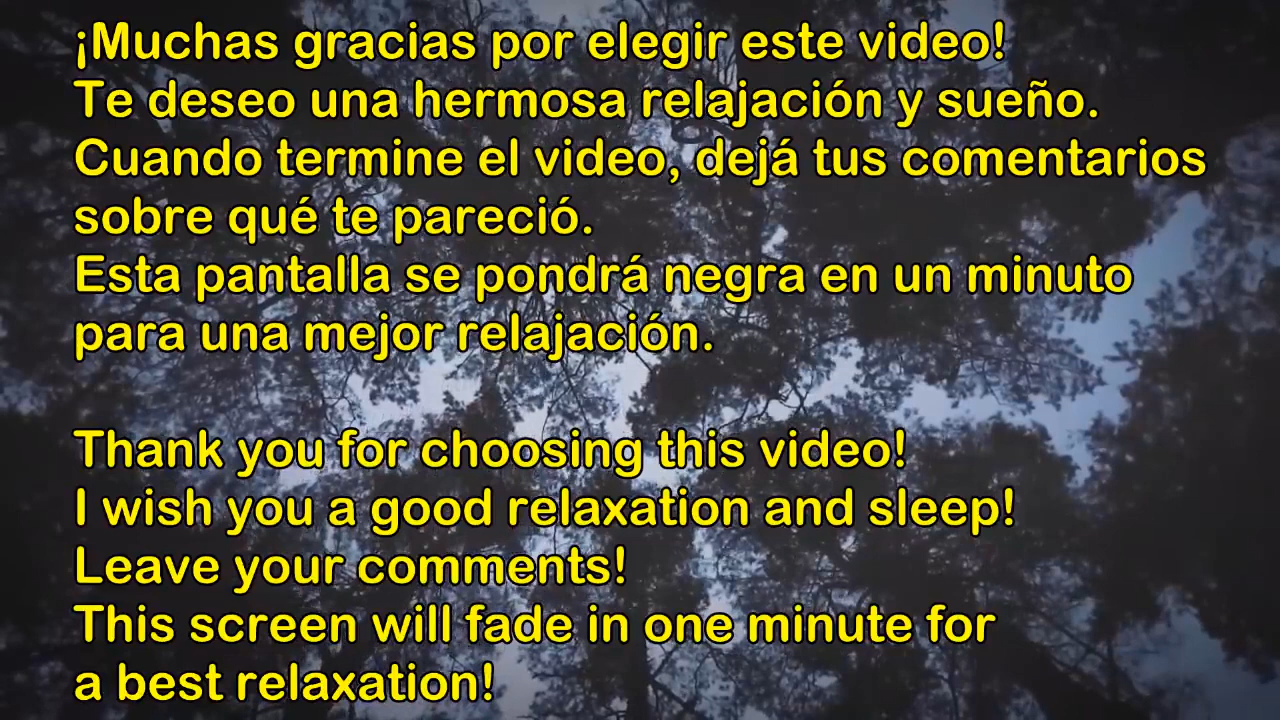 ¡Muchas gracias por elegir este video!
Te deseo una hermosa relajación y sueño.
Cuando termine el video, dejá tus comentarios
sobre qué te pareció.
Esta pantalla se pondrá negra en un minuto
para una mejor relajación.
Thank you for choosing this video!
I wish you a good relaxation and sleep!
Leave your comments!
This screen will fade in one minute for
a best relaxation!